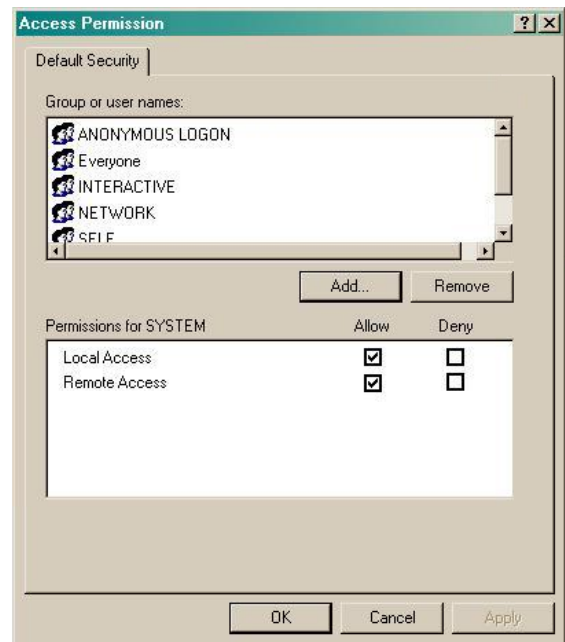 Access Permission
Default Security
Group or user names:
ANONYMOUS LOGON
Everyone
INTERACTIVE
NETWORK
SELF
Add...
Remove
Permissions for SYSTEM
Allow
Deny
Local Access
Remote Access
OK
Cancel
Apply